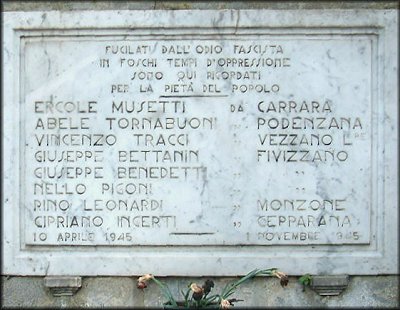 FUCILATI DALL'ODIO FASCISTA
IN FOSCHI TEMPI D'OPPRESSIONE
SONO QUI RICORDATI
PER LA PIETÀ DEL POPOLO
ERCOLE MUSETTI DA CARRARA
ABELE TORNABUONI " PODENZANA
VINCENZO TRACCI " VEZZANO L.RE
GIUSEPPE BETTANIN " FIVIZZANO
GIUSEPPE BENEDETTI " "
NELLO PIGONI " "
RINO LEONARDI " MONZONE
CIPRIANO INCERTI " CEPPARANA
10 APRILE 1945 1 NOVEMBRE 1945